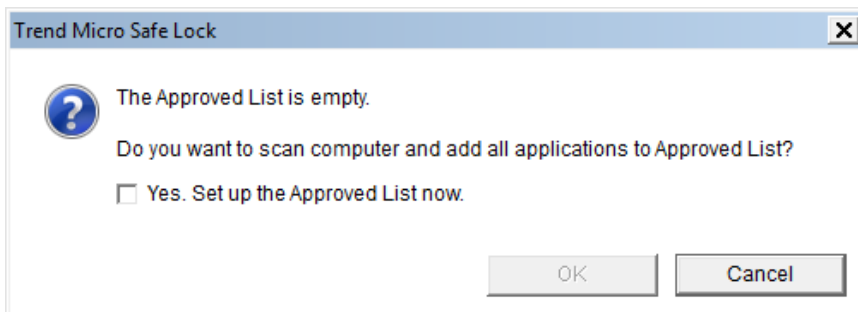 Trend Micro Safe Lock
The Approved List is empty.
Do you want to scan computer and add all applications to Approved List?
Yes. Set up the Approved List now.
OK
Cancel